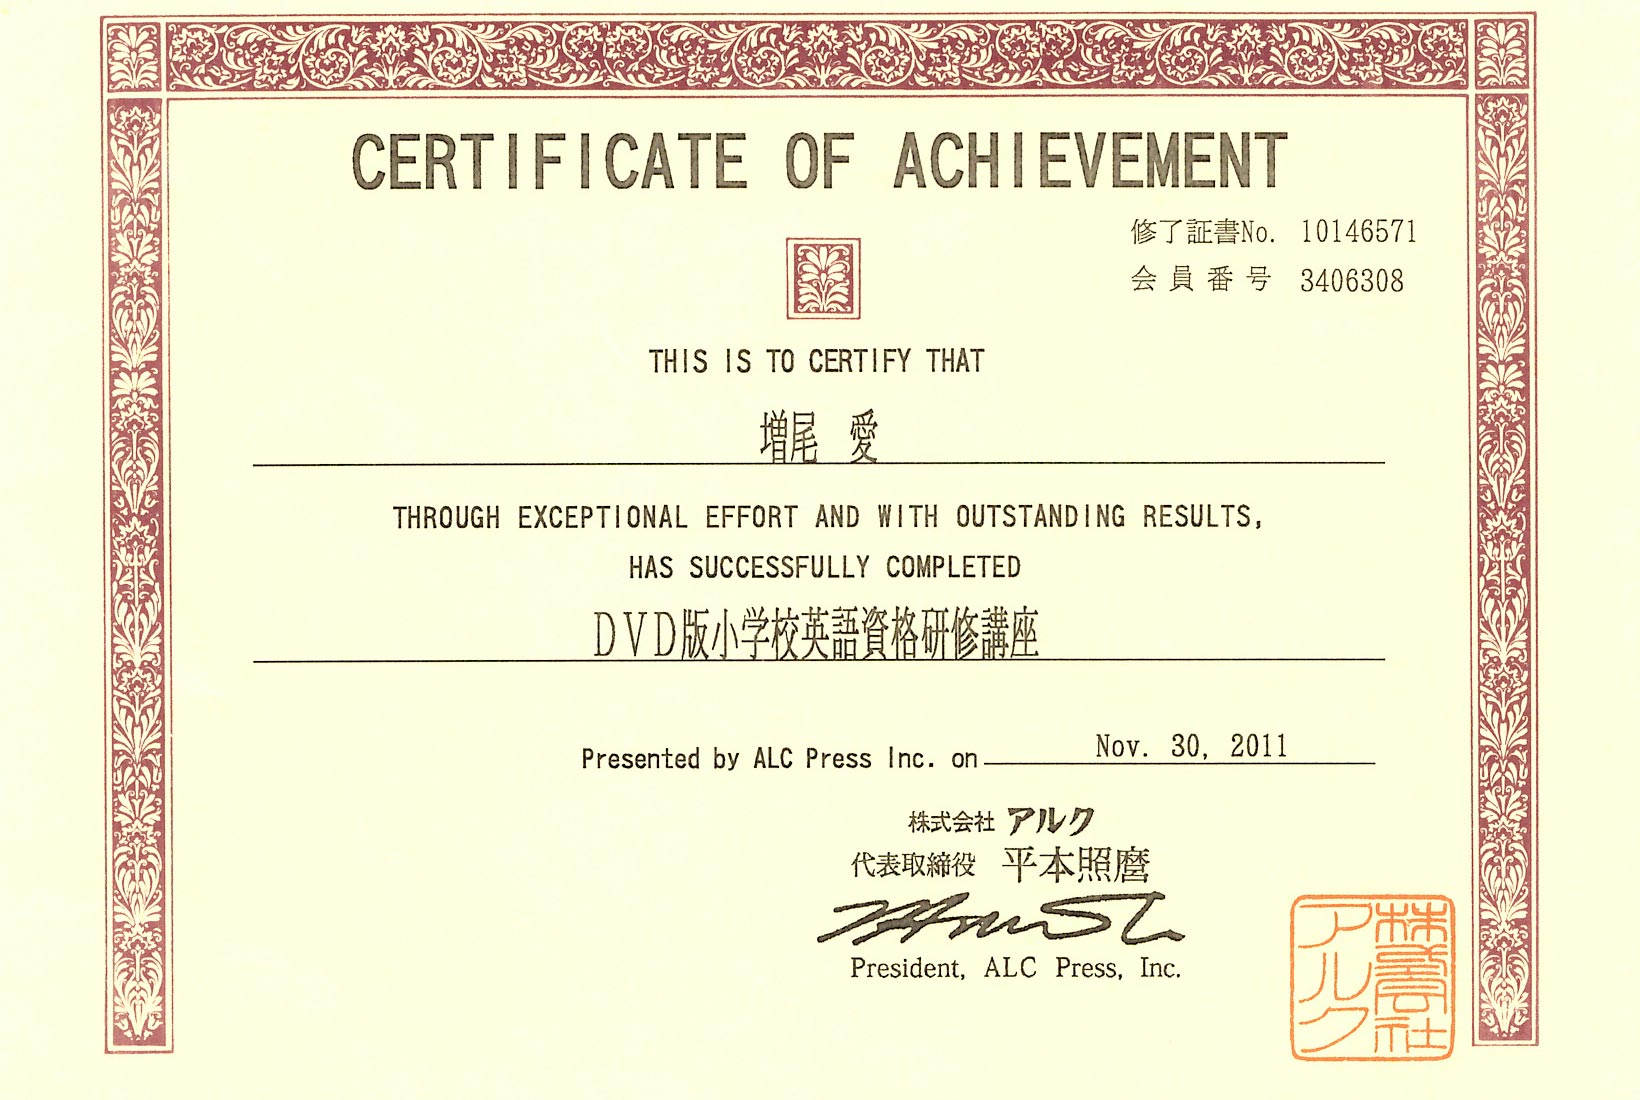 CERTIFICATE OF ACHIEVEMENT
修了証書No. 10146571
会員番号 3406308
THIS IS TO CERTIFY THAT
増尾 愛
THROUGH EXCEPTIONAL EFFORT AND WITH OUTSTANDING RESULTS,
HAS SUCCESSFULLY COMPLETED
DVD版小学校英語資格研修講座
Presented by ALC Press Inc. on Nov. 30, 2011
株式会社 アルク
代表取締役 平本照麿
President, ALC Press, Inc.
株式会社
アルク